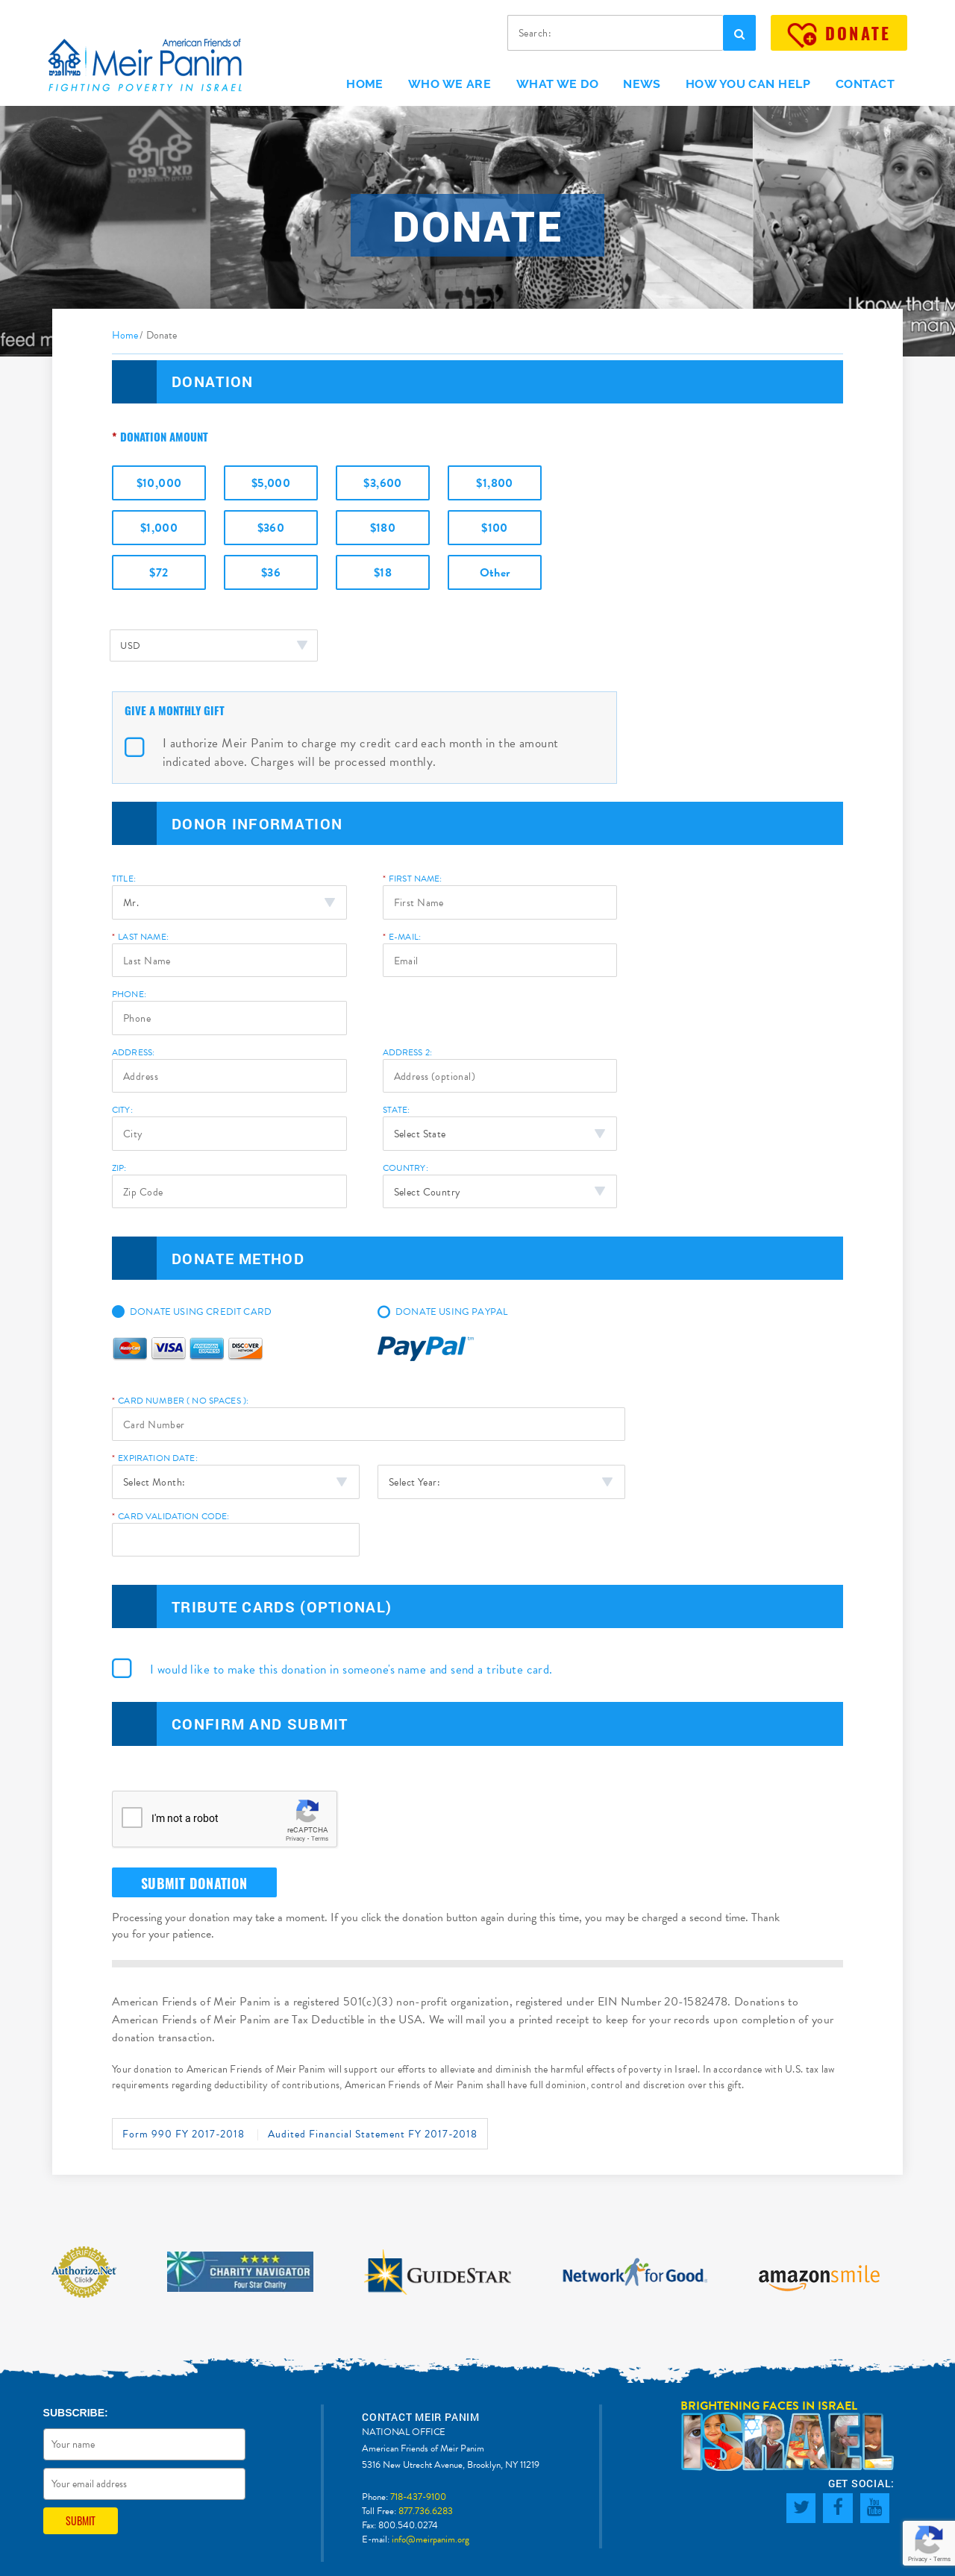 American Friends of
Meir Panim
מאיר פנים
FIGHTING POVERTY IN ISRAEL
Search:
DONATE
HOME
WHO WE ARE
WHAT WE DO
NEWS
HOW YOU CAN HELP
CONTACT
מאיר פנים
DONATE
feed m
I know that M
many
Home / Donate
DONATION
* DONATION AMOUNT
$10,000
$5,000
$3,600
$1,800
$1,000
$360
$180
$100
$72
$36
$18
Other
USD
GIVE A MONTHLY GIFT
I authorize Meir Panim to charge my credit card each month in the amount
indicated above. Charges will be processed monthly.
DONOR INFORMATION
TITLE:
* FIRST NAME:
Mr.
First Name
* LAST NAME:
* E-MAIL:
Last Name
Email
PHONE:
Phone
ADDRESS:
ADDRESS 2:
Address
Address (optional)
CITY:
STATE:
City
Select State
ZIP:
COUNTRY:
Zip Code
Select Country
DONATE METHOD
DONATE USING CREDIT CARD
DONATE USING PAYPAL
MasterCard
VISA
AMERICAN EXPRESS
DISCOVER NETWORK
PayPal
* CARD NUMBER ( NO SPACES ):
Card Number
* EXPIRATION DATE:
Select Month:
Select Year:
* CARD VALIDATION CODE:
TRIBUTE CARDS (OPTIONAL)
I would like to make this donation in someone's name and send a tribute card.
CONFIRM AND SUBMIT
I'm not a robot
reCAPTCHA
Privacy - Terms
SUBMIT DONATION
Processing your donation may take a moment. If you click the donation button again during this time, you may be charged a second time. Thank
you for your patience.
American Friends of Meir Panim is a registered 501(c)(3) non-profit organization, registered under EIN Number 20-1582478. Donations to
American Friends of Meir Panim are Tax Deductible in the USA. We will mail you a printed receipt to keep for your records upon completion of your
donation transaction.
Your donation to American Friends of Meir Panim will support our efforts to alleviate and diminish the harmful effects of poverty in Israel. In accordance with U.S. tax law
requirements regarding deductibility of contributions, American Friends of Meir Panim shall have full dominion, control and discretion over this gift.
Form 990 FY 2017-2018
Audited Financial Statement FY 2017-2018
VERIFIED
Authorize.Net
Click
CHARITY NAVIGATOR
Four Star Charity
GUIDESTAR
Network for Good
amazonsmile
SUBSCRIBE:
Your name
Your email address
SUBMIT
CONTACT MEIR PANIM
NATIONAL OFFICE
American Friends of Meir Panim
5316 New Utrecht Avenue, Brooklyn, NY 11219
Phone: 718-437-9100
Toll Free: 877.736.6283
Fax: 800.540.0274
E-mail: info@meirpanim.org
BRIGHTENING FACES IN ISRAEL
ISRAEL
GET SOCIAL:
You
Tube
Privacy - Terms